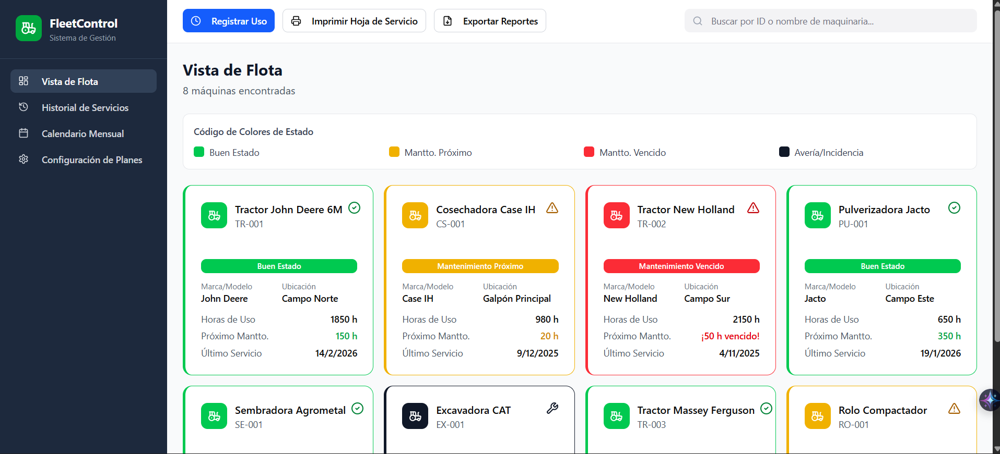 FleetControl
Sistema de Gestión
Vista de Flota
Historial de Servicios
Calendario Mensual
Configuración de Planes
Registrar Uso
Imprimir Hoja de Servicio
Exportar Reportes
Buscar por ID o nombre de maquinaria...
Vista de Flota
8 máquinas encontradas
Código de Colores de Estado
Buen Estado
Mantto. Próximo
Mantto. Vencido
Avería/Incidencia
Tractor John Deere 6M
TR-001
Buen Estado
Marca/Modelo
Ubicación
John Deere
Campo Norte
Horas de Uso
1850 h
Próximo Mantto.
150 h
Último Servicio
14/2/2026
Cosechadora Case IH
CS-001
Mantenimiento Próximo
Marca/Modelo
Ubicación
Case IH
Galpón Principal
Horas de Uso
980 h
Próximo Mantto.
20 h
Último Servicio
9/12/2025
Tractor New Holland
TR-002
Mantenimiento Vencido
Marca/Modelo
Ubicación
New Holland
Campo Sur
Horas de Uso
2150 h
Próximo Mantto.
¡50 h vencido!
Último Servicio
4/11/2025
Pulverizadora Jacto
PU-001
Buen Estado
Marca/Modelo
Ubicación
Jacto
Campo Este
Horas de Uso
650 h
Próximo Mantto.
350 h
Último Servicio
19/1/2026
Sembradora Agrometal
SE-001
Excavadora CAT
EX-001
Tractor Massey Ferguson
TR-003
Rolo Compactador
RO-001